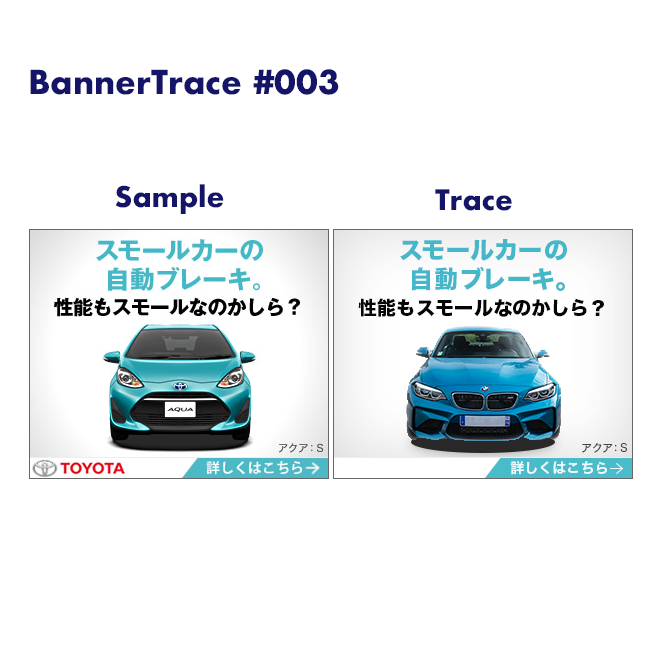 BannerTrace #003
Sample
Trace
スモールカーの
自動ブレーキ。
性能もスモールなのかしら？
AQUA
アクア：S
TOYOTA
詳しくはこちら→
スモールカーの
自動ブレーキ。
性能もスモールなのかしら？
アクア：S
詳しくはこちら→